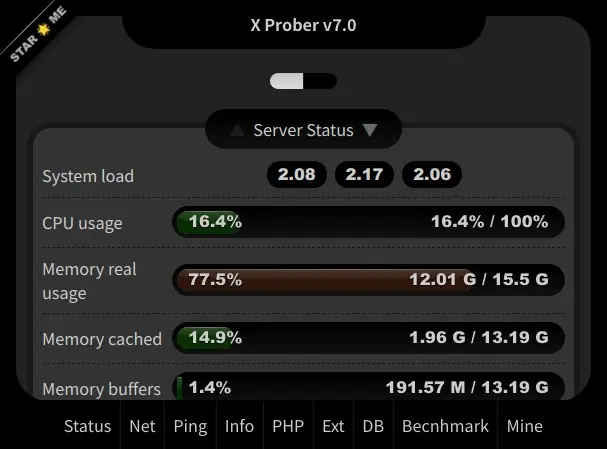 STAR 🌟 ME
X Prober v7.0
▲ Server Status ▼
System load 2.08 2.17 2.06
CPU usage 16.4% 16.4% / 100%
Memory real
usage 77.5% 12.01 G / 15.5 G
Memory cached 14.9% 1.96 G / 13.19 G
Memory buffers 1.4% 191.57 M / 13.19 G
Status Net Ping Info PHP Ext DB Becnhmark Mine